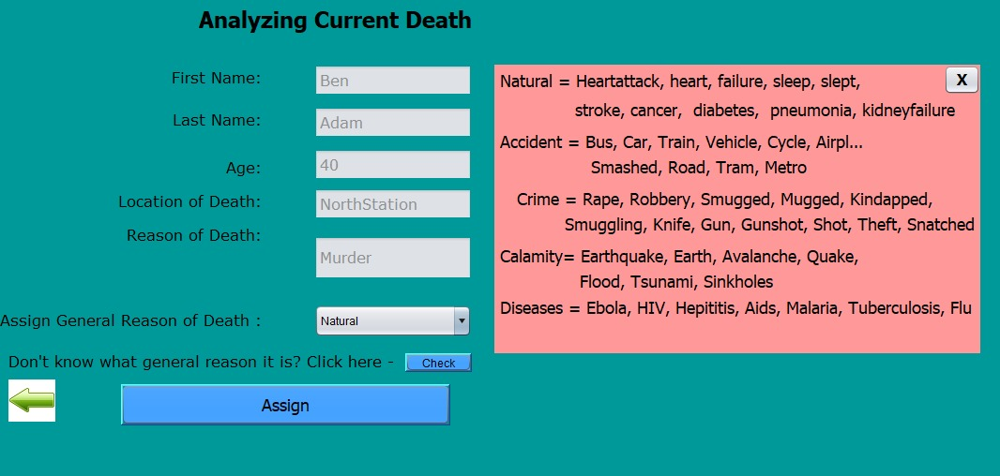 Analyzing Current Death
First Name:
Ben
Last Name:
Adam
Age:
40
Location of Death:
NorthStation
Reason of Death:
Murder
Assign General Reason of Death :
Natural
Don't know what general reason it is? Click here -
Check
Assign
X
Natural = Heartattack, heart, failure, sleep, slept,
stroke, cancer, diabetes, pneumonia, kidneyfailure
Accident = Bus, Car, Train, Vehicle, Cycle, Airpl...
Smashed, Road, Tram, Metro
Crime = Rape, Robbery, Smugged, Mugged, Kindapped,
Smuggling, Knife, Gun, Gunshot, Shot, Theft, Snatched
Calamity= Earthquake, Earth, Avalanche, Quake,
Flood, Tsunami, Sinkholes
Diseases = Ebola, HIV, Hepititis, Aids, Malaria, Tuberculosis, Flu